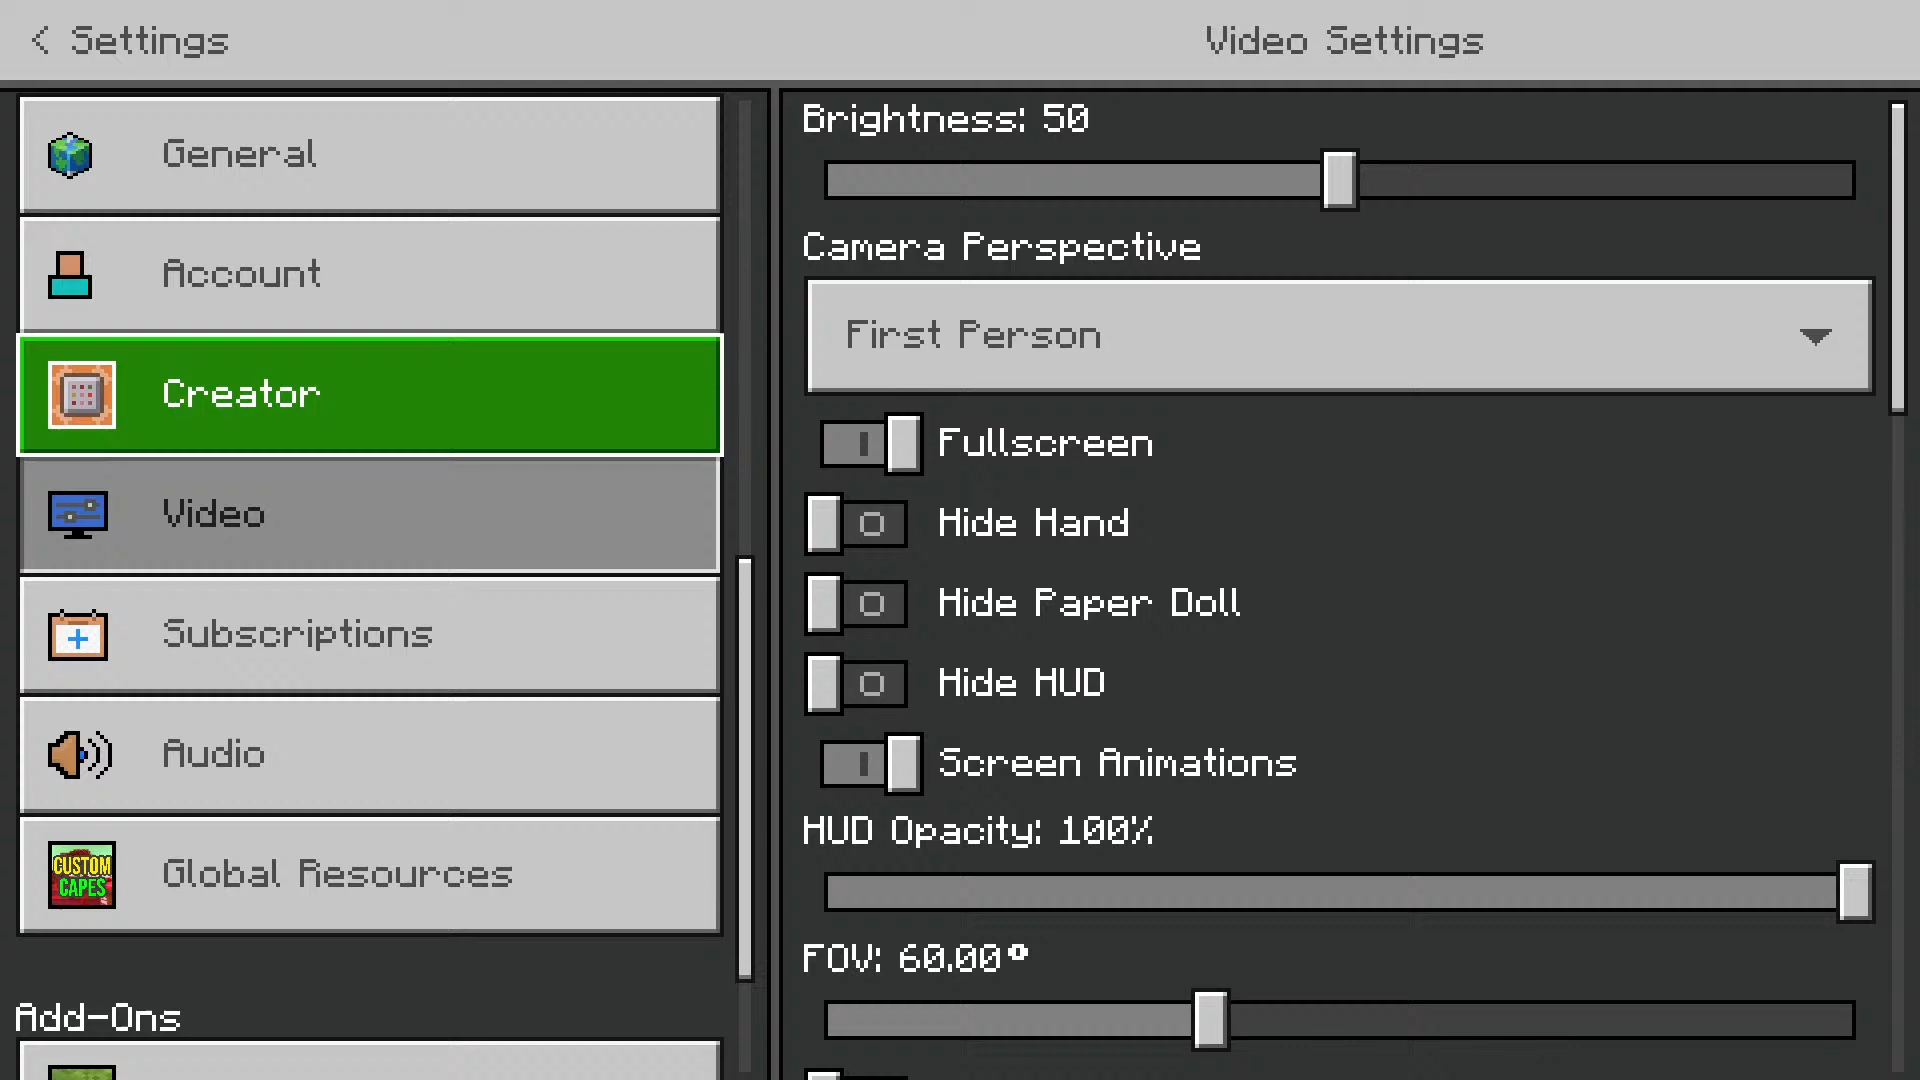 < Settings
Video Settings
General
Account
Creator
Video
Subscriptions
Audio
CUSTOM
CAPES
Global Resources
Add-Ons
Brightness: 50
Camera Perspective
First Person
Fullscreen
Hide Hand
Hide Paper Doll
Hide HUD
Screen Animations
HUD Opacity: 100%
FOV: 60.00°